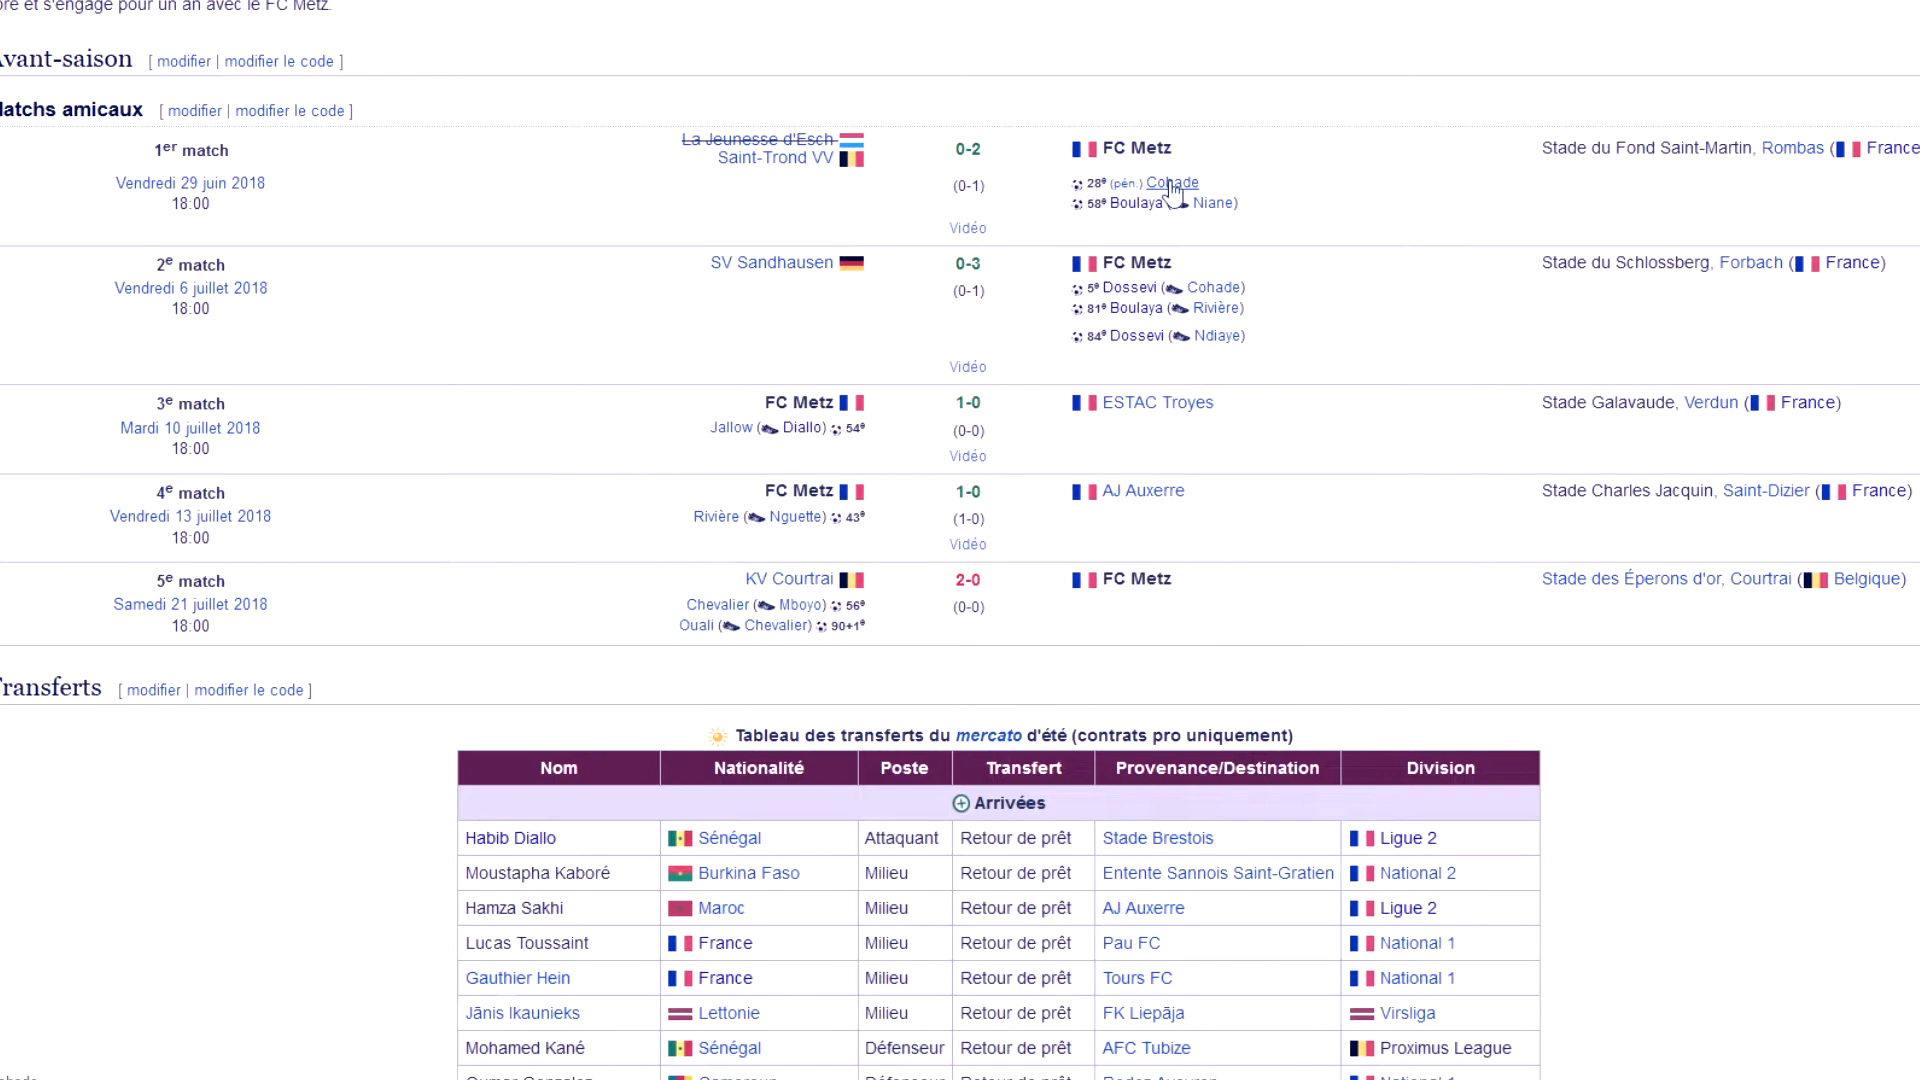 bre et s'engage pour un an avec le FC Metz.
Avant-saison [ modifier | modifier le code ]
Matchs amicaux [ modifier | modifier le code ]
1er match
Vendredi 29 juin 2018
18:00
La Jeunesse d'Esch
Saint-Trond VV
0-2
(0-1)
Vidéo
FC Metz
28e (pén.) Cohade
58e Boulaya ( Niane)
Stade du Fond Saint-Martin, Rombas ( France
2e match
Vendredi 6 juillet 2018
18:00
SV Sandhausen
0-3
(0-1)
Vidéo
FC Metz
5e Dossevi ( Cohade)
81e Boulaya ( Rivière)
84e Dossevi ( Ndiaye)
Stade du Schlossberg, Forbach ( France)
3e match
Mardi 10 juillet 2018
18:00
FC Metz
Jallow ( Diallo) 54e
1-0
(0-0)
Vidéo
ESTAC Troyes
Stade Galavaude, Verdun ( France)
4e match
Vendredi 13 juillet 2018
18:00
FC Metz
Rivière ( Nguette) 43e
1-0
(1-0)
Vidéo
AJ Auxerre
Stade Charles Jacquin, Saint-Dizier ( France)
5e match
Samedi 21 juillet 2018
18:00
KV Courtrai
Chevalier ( Mboyo) 56e
Ouali ( Chevalier) 90+1e
2-0
(0-0)
FC Metz
Stade des Éperons d'or, Courtrai ( Belgique)
Transferts [ modifier | modifier le code ]
Tableau des transferts du mercato d'été (contrats pro uniquement)
Nom Nationalité Poste Transfert Provenance/Destination Division
Arrivées
Habib Diallo Sénégal Attaquant Retour de prêt Stade Brestois Ligue 2
Moustapha Kaboré Burkina Faso Milieu Retour de prêt Entente Sannois Saint-Gratien National 2
Hamza Sakhi Maroc Milieu Retour de prêt AJ Auxerre Ligue 2
Lucas Toussaint France Milieu Retour de prêt Pau FC National 1
Gauthier Hein France Milieu Retour de prêt Tours FC National 1
Jānis Ikaunieks Lettonie Milieu Retour de prêt FK Liepāja Virsliga
Mohamed Kané Sénégal Défenseur Retour de prêt AFC Tubize Proximus League